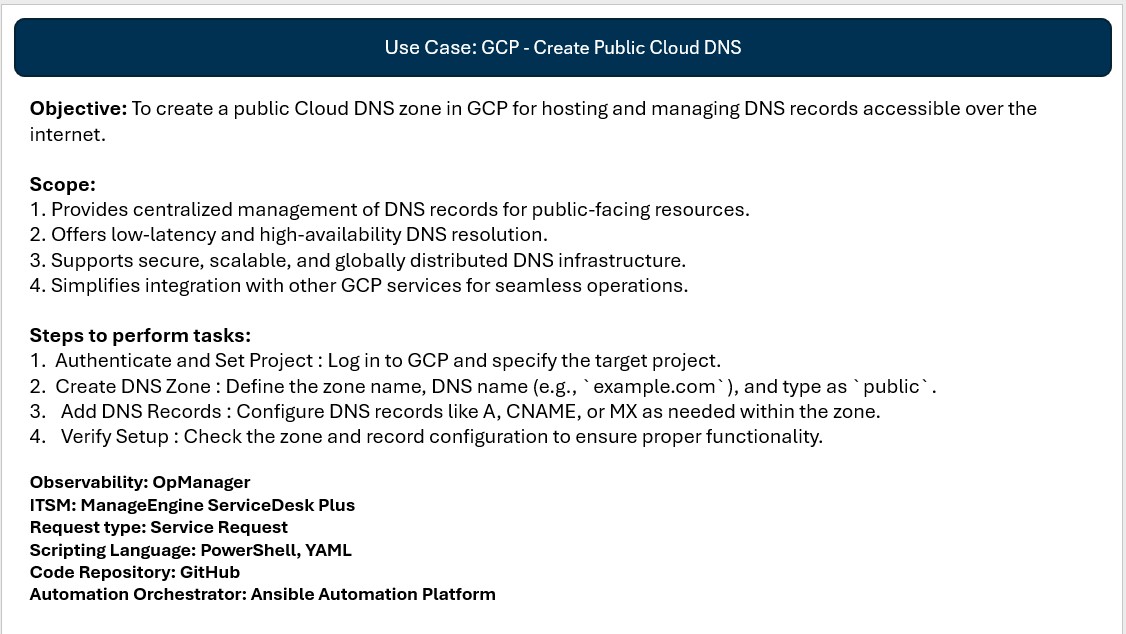 Use Case: GCP - Create Public Cloud DNS
Objective: To create a public Cloud DNS zone in GCP for hosting and managing DNS records accessible over the
internet.
Scope:
1. Provides centralized management of DNS records for public-facing resources.
2. Offers low-latency and high-availability DNS resolution.
3. Supports secure, scalable, and globally distributed DNS infrastructure.
4. Simplifies integration with other GCP services for seamless operations.
Steps to perform tasks:
1. Authenticate and Set Project : Log in to GCP and specify the target project.
2. Create DNS Zone : Define the zone name, DNS name (e.g., `example.com`), and type as `public`.
3. Add DNS Records : Configure DNS records like A, CNAME, or MX as needed within the zone.
4. Verify Setup : Check the zone and record configuration to ensure proper functionality.
Observability: OpManager
ITSM: ManageEngine ServiceDesk Plus
Request type: Service Request
Scripting Language: PowerShell, YAML
Code Repository: GitHub
Automation Orchestrator: Ansible Automation Platform